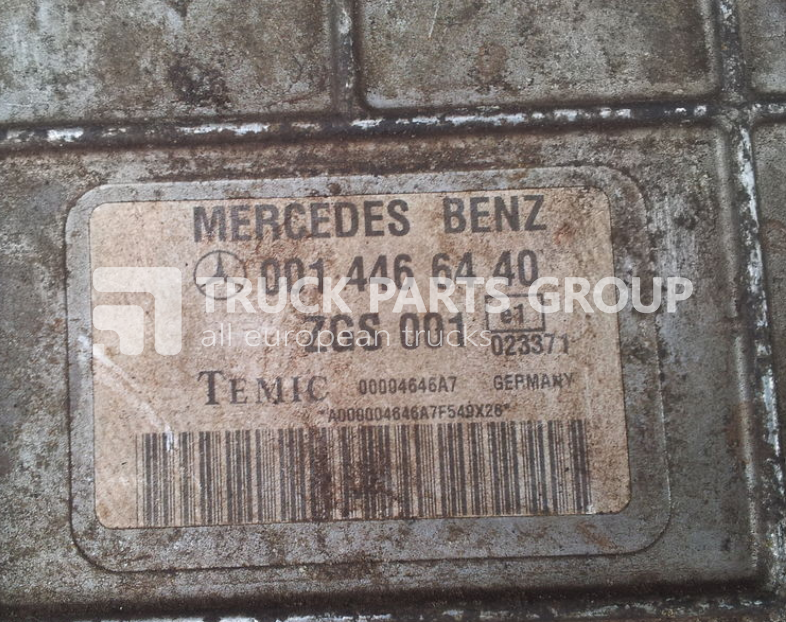 MERCEDES BENZ
001 446 64 40
TRUCK PARTS GROUP
ZGS 001 e1
all european trucks
023371
TEMIC 00004646A7 GERMANY
*A000004646A7F549X26*